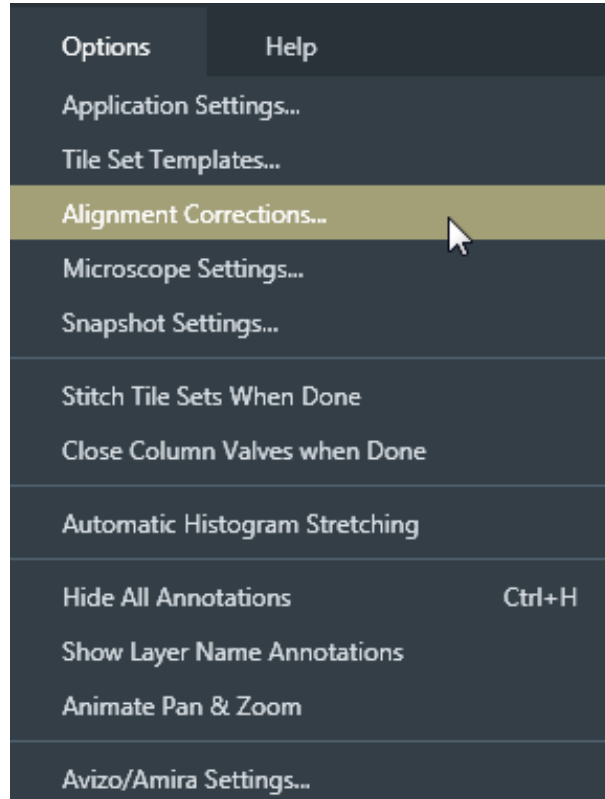 Options Help
Application Settings...
Tile Set Templates...
Alignment Corrections...
Microscope Settings...
Snapshot Settings...
Stitch Tile Sets When Done
Close Column Valves when Done
Automatic Histogram Stretching
Hide All Annotations Ctrl+H
Show Layer Name Annotations
Animate Pan & Zoom
Avizo/Amira Settings...